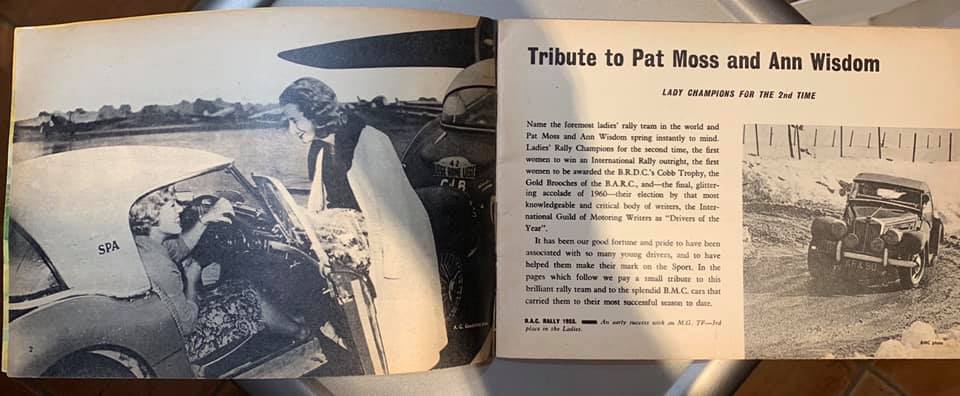 SPA
42
LIEGE ROME LIEGE
2
Tribute to Pat Moss and Ann Wisdom
LADY CHAMPIONS FOR THE 2nd TIME
Name the foremost ladies' rally team in the world and
Pat Moss and Ann Wisdom spring instantly to mind.
Ladies' Rally Champions for the second time, the first
women to win an International Rally outright, the first
women to be awarded the B.R.D.C.'s Cobb Trophy, the
Gold Brooches of the B.A.R.C., and—the final, glitter-
ing accolade of 1960—their election by that most
knowledgeable and critical body of writers, the Inter-
national Guild of Motoring Writers as "Drivers of the
Year".
It has been our good fortune and pride to have been
associated with so many young drivers, and to have
helped them make their mark on the Sport. In the
pages which follow we pay a small tribute to this
brilliant rally team and to the splendid B.M.C. cars that
carried them to their most successful season to date.
R.A.C. RALLY 1955. An early success with an M.G. TF—3rd
place in the Ladies.
BMC photo